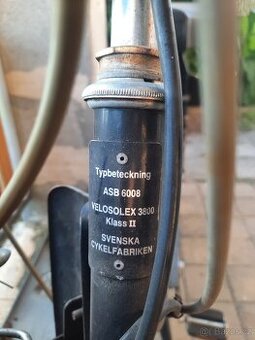 Typbeteckning
ASB 6008
VELOSOLEX 3800
Klass II
SVENSKA
CYKELFABRIKEN